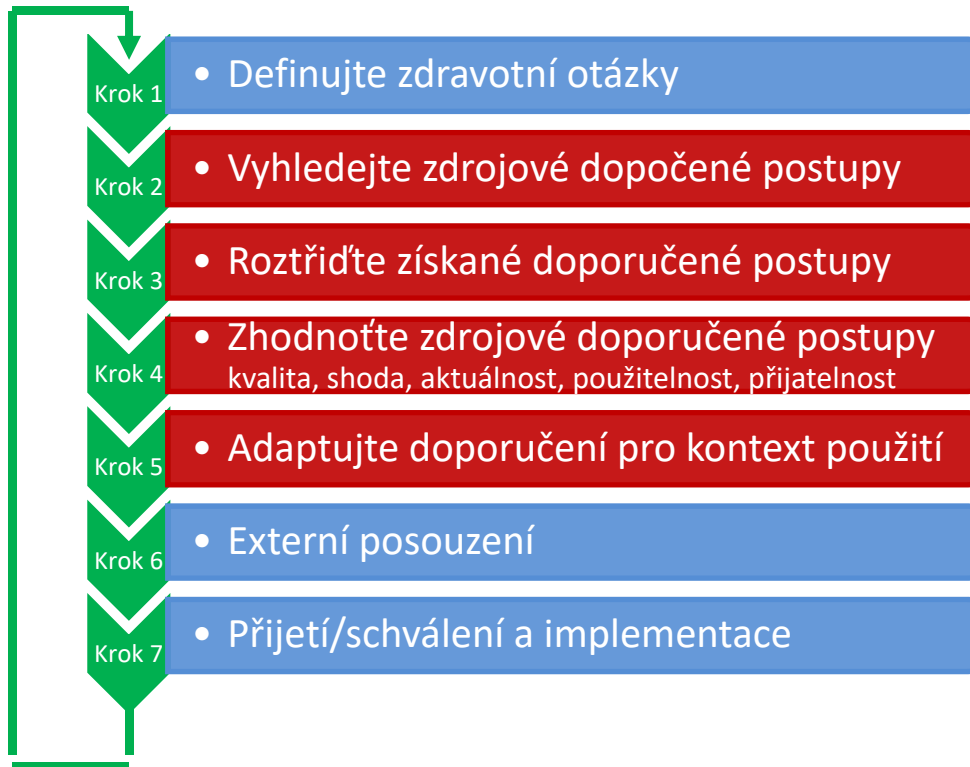 Krok 1
• Definujte zdravotní otázky
Krok 2
• Vyhledejte zdrojové dopočené postupy
Krok 3
• Roztřiďte získané doporučené postupy
Krok 4
• Zhodnoťte zdrojové doporučené postupy
kvalita, shoda, aktuálnost, použitelnost, přijatelnost
Krok 5
• Adaptujte doporučení pro kontext použití
Krok 6
• Externí posouzení
Krok 7
• Přijetí/schválení a implementace